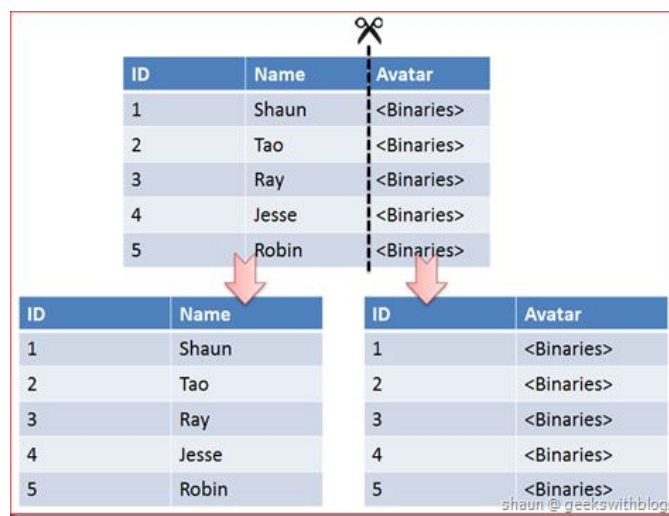 ID Name Avatar
1 Shaun <Binaries>
2 Tao <Binaries>
3 Ray <Binaries>
4 Jesse <Binaries>
5 Robin <Binaries>
ID Name
1 Shaun
2 Tao
3 Ray
4 Jesse
5 Robin
ID Avatar
1 <Binaries>
2 <Binaries>
3 <Binaries>
4 <Binaries>
5 <Binaries>
shaun @ geekswithblog